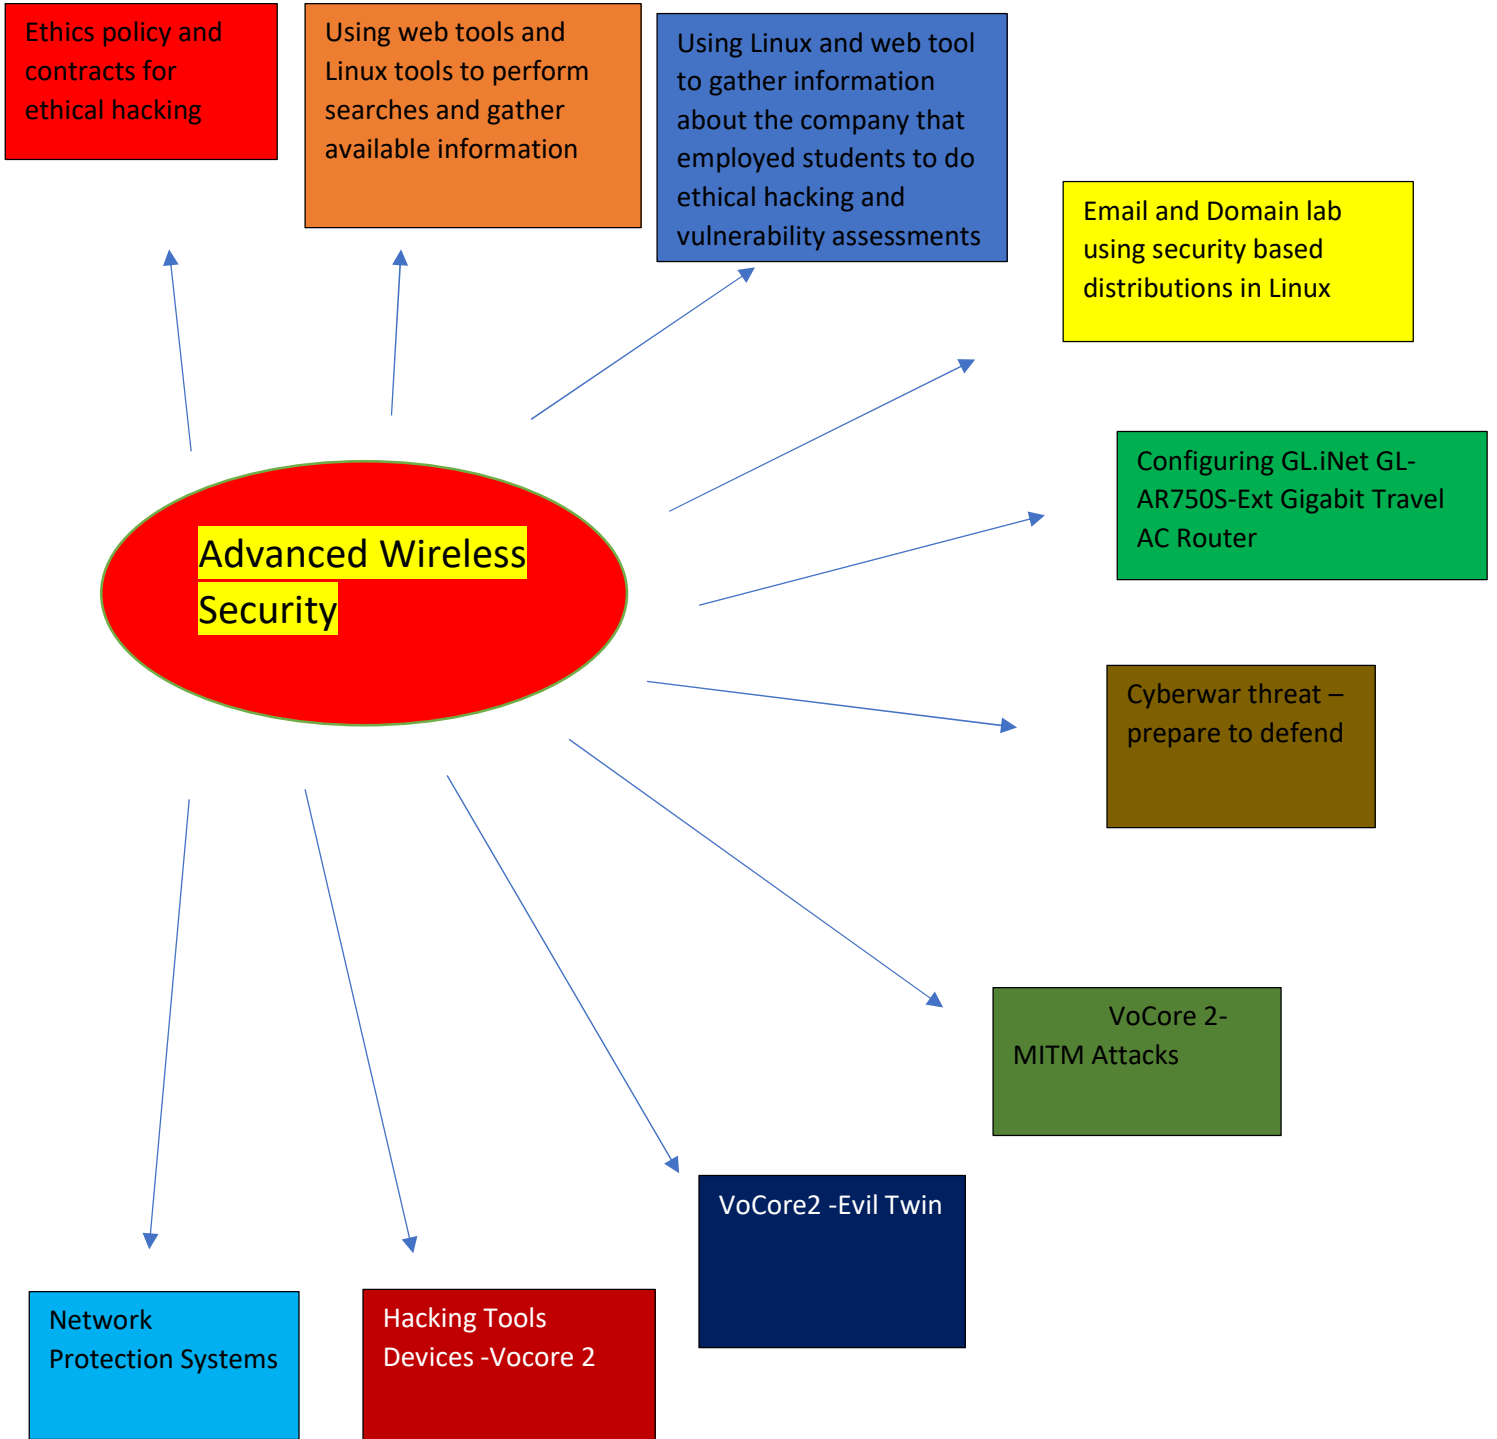 Ethics policy and
contracts for
ethical hacking
Using web tools and
Linux tools to perform
searches and gather
available information
Using Linux and web tool
to gather information
about the company that
employed students to do
ethical hacking and
vulnerability assessments
Email and Domain lab
using security based
distributions in Linux
Configuring GL.iNet GL-
AR750S-Ext Gigabit Travel
AC Router
Advanced Wireless
Security
Cyberwar threat –
prepare to defend
VoCore 2-
MITM Attacks
VoCore2 -Evil Twin
Hacking Tools
Devices -Vocore 2
Network
Protection Systems